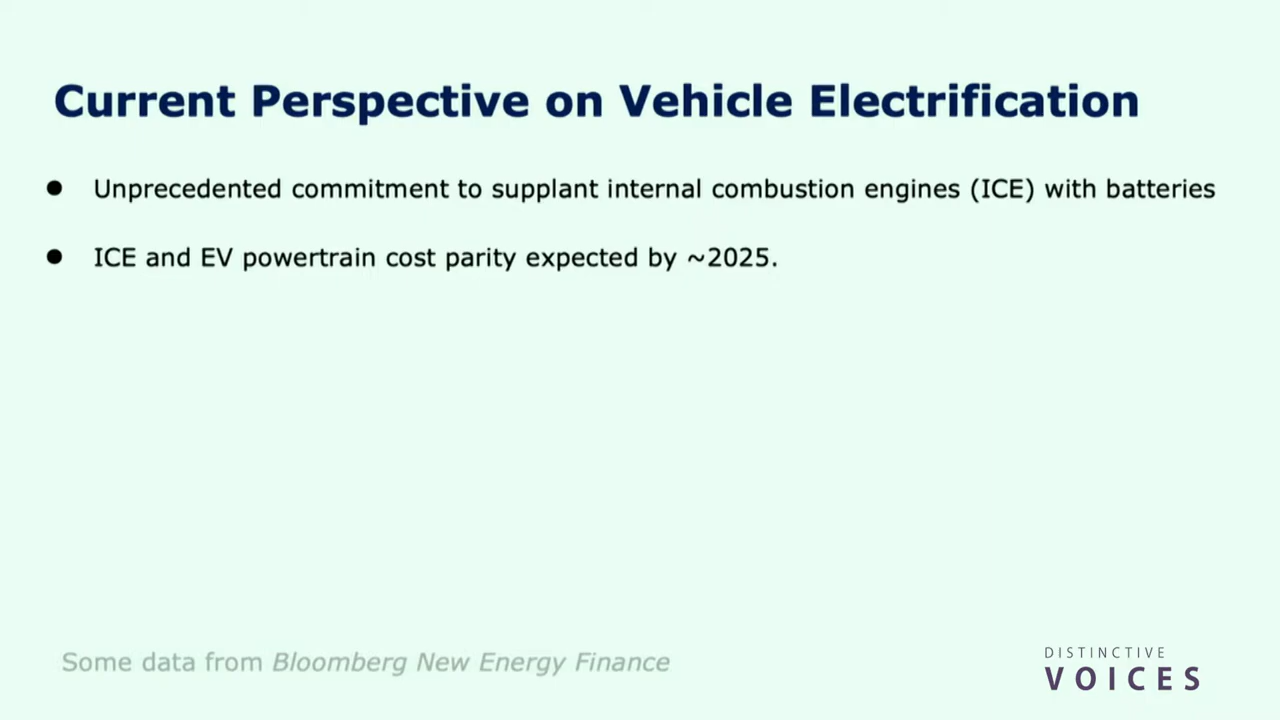 Current Perspective on Vehicle Electrification
● Unprecedented commitment to supplant internal combustion engines (ICE) with batteries
● ICE and EV powertrain cost parity expected by ~2025.
Some data from Bloomberg New Energy Finance
DISTINCTIVE
VOICES